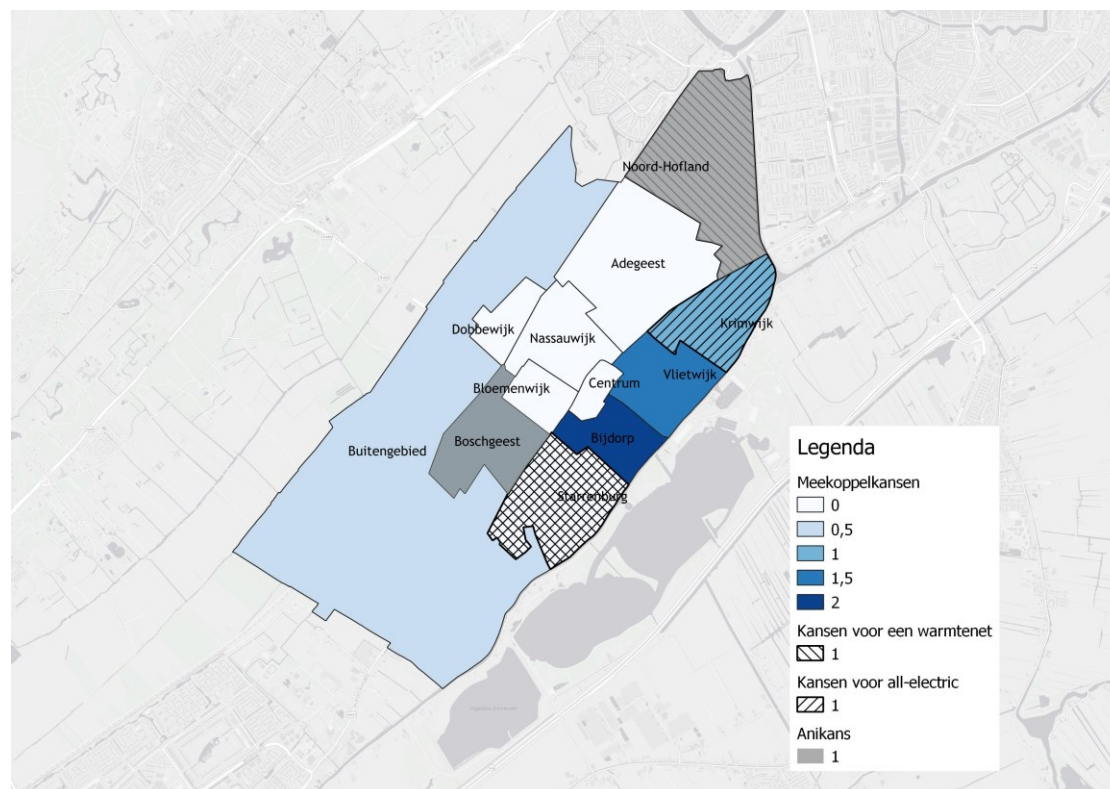 Noord-Hofland
Adegeest
Krimwijk
Dobbewijk
Nassauwijk
Vlietwijk
Centrum
Bloemenwijk
Bijdorp
Boschgeest
Buitengebied
Starrenburg
Legenda
Meekoppelkansen
0
0,5
1
1,5
2
Kansen voor een warmtenet
1
Kansen voor all-electric
1
Anikans
1